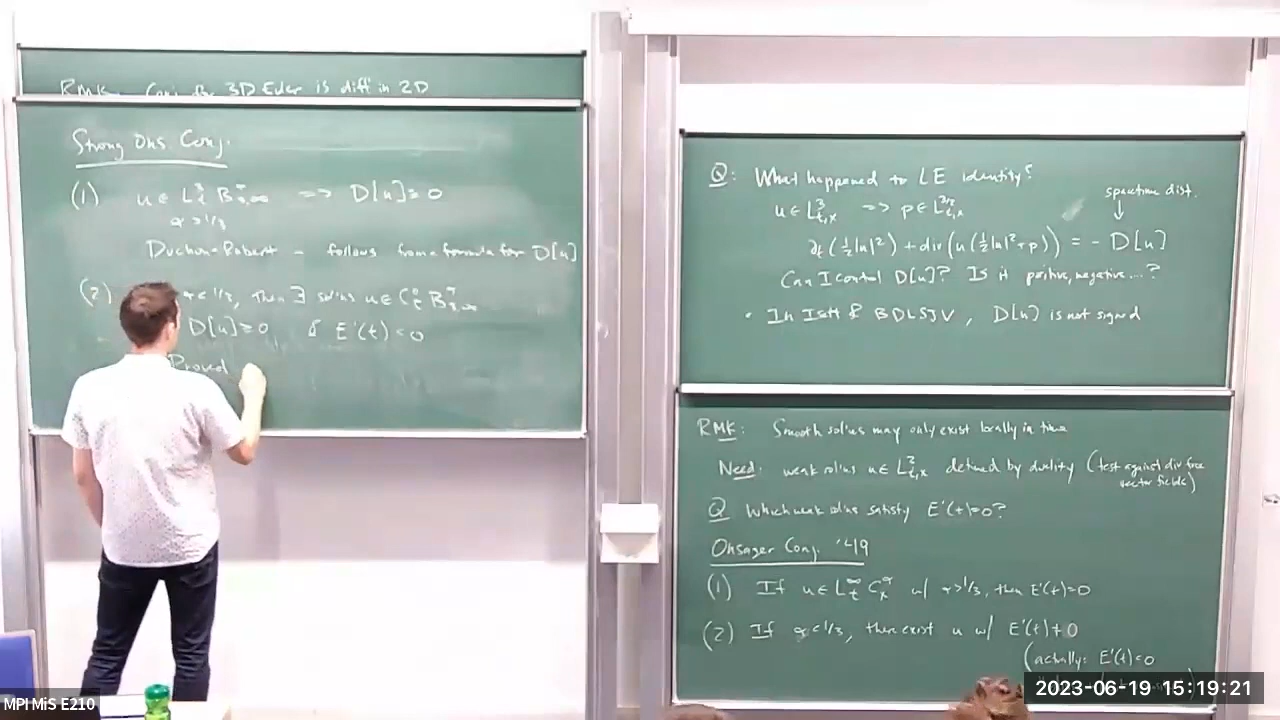 RMK: Conj. for 3D Euler is diff in 2D
Strong Ons. Conj.
(1) u ∈ L³ₜ B^α₃,∞ => D[u] ≡ 0
α > 1/3
Duchon-Robert - follows from a formula for D[u]
(2) α < 1/3, then ∃ sol'ns u ∈ C⁰ₜ B^α₃,∞
D[u] ≥ 0 & E'(t) < 0
Proved
Q: What happened to LE identity?
u ∈ L³ₜ,ₓ => p ∈ L^{3/2}ₜ,ₓ
spacetime dist.
↓
∂ₜ(½|u|²) + div(u(½|u|²+p)) = - D[u]
Can I control D[u]? Is it positive, negative...?
• In Isett & BDLSJV, D[u] is not signed
RMK: Smooth sol'ns may only exist locally in time
Need: weak sol'ns u ∈ L²ₜ,ₓ defined by duality (test against div free vector fields)
Q Which weak sol'ns satisfy E'(t)=0?
Onsager Conj. '49
(1) If u ∈ L^∞ₜ C^αₓ w/ α>1/3, then E'(t)=0
(2) If α<1/3, then exist u w/ E'(t)≠0
(actually: E'(t)<0
MPI MiS E210
2023-06-19 15:19:21